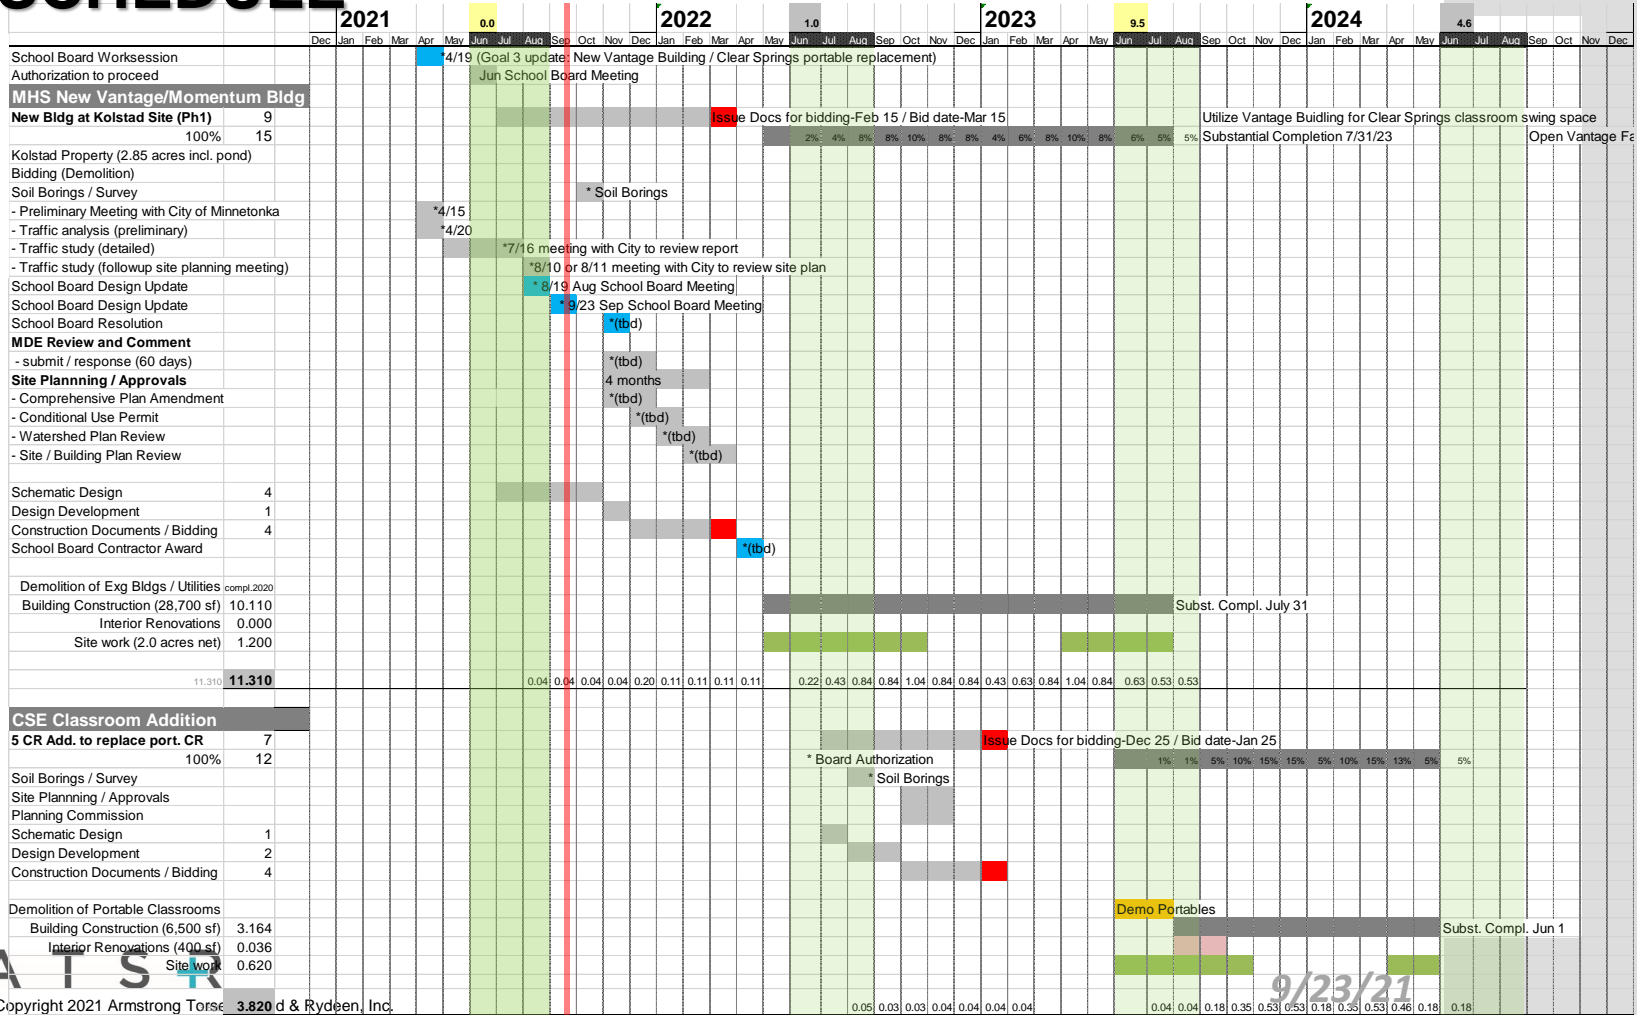 SCHEDULE
2021 0.0 2022 1.0 2023 9.5 2024 4.6
Dec Jan Feb Mar Apr May Jun Jul Aug Sep Oct Nov Dec Jan Feb Mar Apr May Jun Jul Aug Sep Oct Nov Dec Jan Feb Mar Apr May Jun Jul Aug Sep Oct Nov Dec Jan Feb Mar Apr May Jun Jul Aug Sep Oct Nov Dec
School Board Worksession *4/19 (Goal 3 update: New Vantage Building / Clear Springs portable replacement)
Authorization to proceed Jun School Board Meeting
MHS New Vantage/Momentum Bldg
New Bldg at Kolstad Site (Ph1) 9 Issue Docs for bidding-Feb 15 / Bid date-Mar 15 Utilize Vantage Buidling for Clear Springs classroom swing space
100% 15 2% 4% 8% 8% 10% 8% 8% 4% 6% 8% 10% 8% 6% 5% 5% Substantial Completion 7/31/23 Open Vantage Fa
Kolstad Property (2.85 acres incl. pond)
Bidding (Demolition)
Soil Borings / Survey * Soil Borings
- Preliminary Meeting with City of Minnetonka *4/15
- Traffic analysis (preliminary) *4/20
- Traffic study (detailed) *7/16 meeting with City to review report
- Traffic study (followup site planning meeting) *8/10 or 8/11 meeting with City to review site plan
School Board Design Update * 8/19 Aug School Board Meeting
School Board Design Update * 9/23 Sep School Board Meeting
School Board Resolution *(tbd)
MDE Review and Comment
- submit / response (60 days) *(tbd)
Site Plannning / Approvals 4 months
- Comprehensive Plan Amendment *(tbd)
- Conditional Use Permit *(tbd)
- Watershed Plan Review *(tbd)
- Site / Building Plan Review *(tbd)
Schematic Design 4
Design Development 1
Construction Documents / Bidding 4
School Board Contractor Award *(tbd)
Demolition of Exg Bldgs / Utilities compl.2020
Building Construction (28,700 sf) 10.110 Subst. Compl. July 31
Interior Renovations 0.000
Site work (2.0 acres net) 1.200
11.310 11.310 0.04 0.04 0.04 0.04 0.20 0.11 0.11 0.11 0.11 0.22 0.43 0.84 0.84 1.04 0.84 0.84 0.43 0.63 0.84 1.04 0.84 0.63 0.53 0.53
CSE Classroom Addition
5 CR Add. to replace port. CR 7 Issue Docs for bidding-Dec 25 / Bid date-Jan 25
100% 12 * Board Authorization 1% 1% 5% 10% 15% 15% 5% 10% 15% 13% 5% 5%
Soil Borings / Survey * Soil Borings
Site Plannning / Approvals
Planning Commission
Schematic Design 1
Design Development 2
Construction Documents / Bidding 4
Demolition of Portable Classrooms Demo Portables
Building Construction (6,500 sf) 3.164 Subst. Compl. Jun 1
Interior Renovations (400 sf) 0.036
Site work 0.620
A T S R
9/23/21
Copyright 2021 Armstrong Torse d & Rydeen, Inc.
3.820 0.05 0.03 0.03 0.04 0.04 0.04 0.04 0.04 0.04 0.18 0.35 0.53 0.53 0.18 0.35 0.53 0.46 0.18 0.18